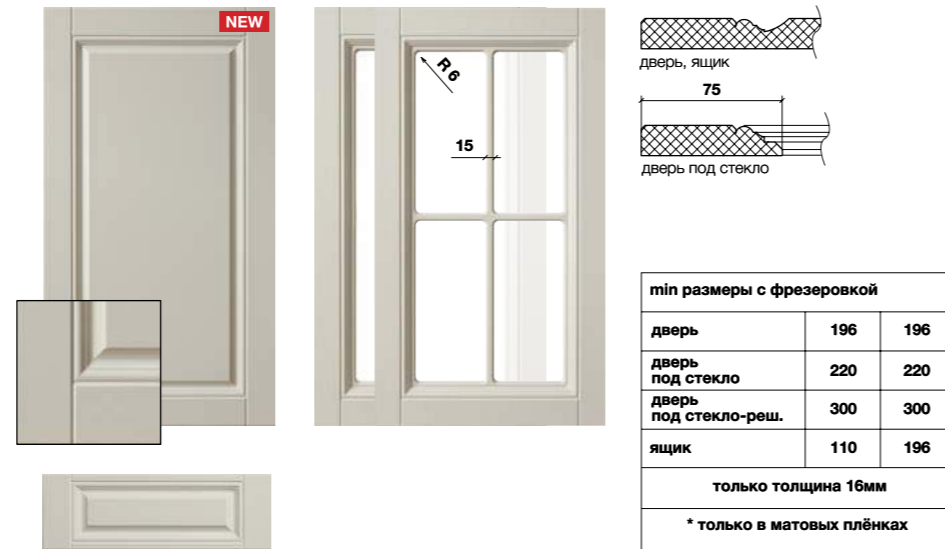 NEW
R 6
15
дверь, ящик
75
дверь под стекло
min размеры с фрезеровкой
дверь 196 196
дверь
под стекло 220 220
дверь
под стекло-реш. 300 300
ящик 110 196
только толщина 16мм
* только в матовых плёнках